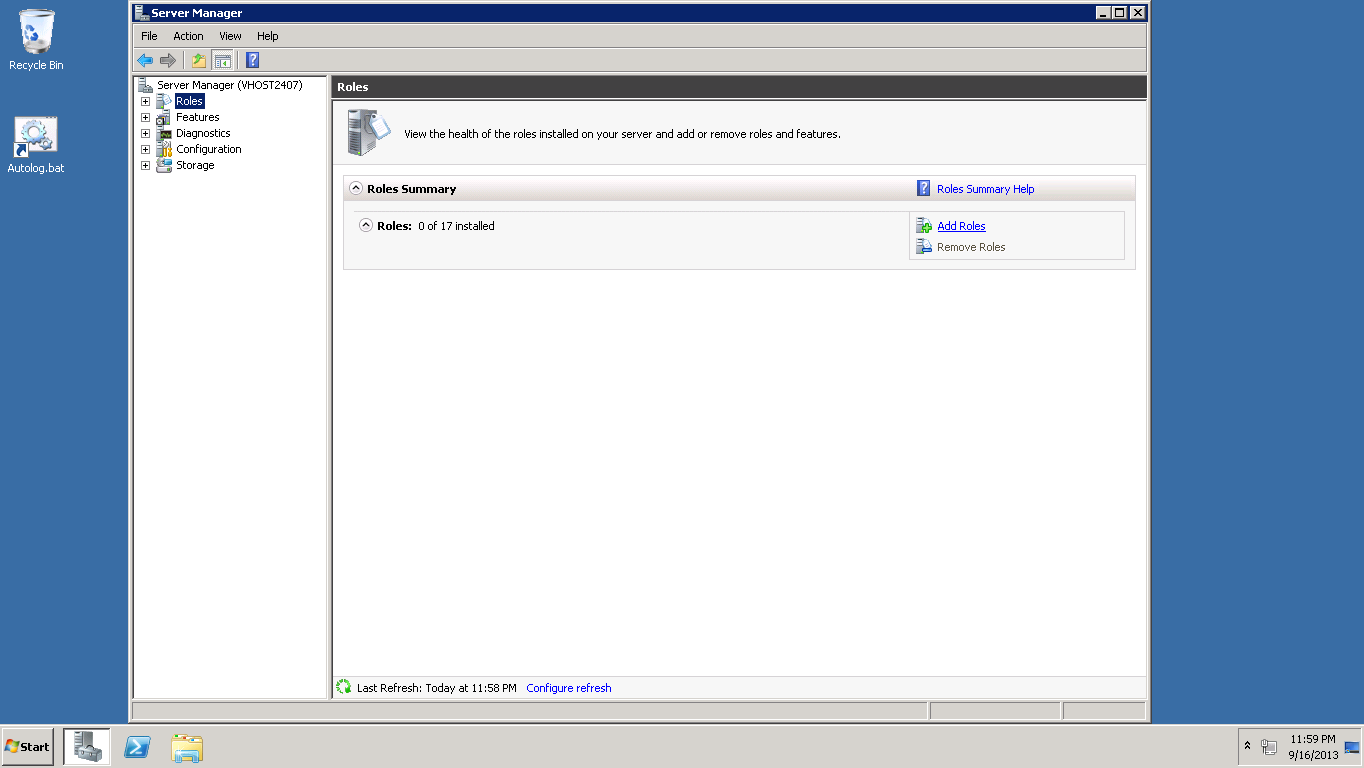 Recycle Bin
Autolog.bat
Server Manager
File Action View Help
Server Manager (VHOST2407)
Roles
Features
Diagnostics
Configuration
Storage
Roles
View the health of the roles installed on your server and add or remove roles and features.
Roles Summary
Roles Summary Help
Roles: 0 of 17 installed
Add Roles
Remove Roles
Last Refresh: Today at 11:58 PM Configure refresh
Start
11:59 PM
9/16/2013